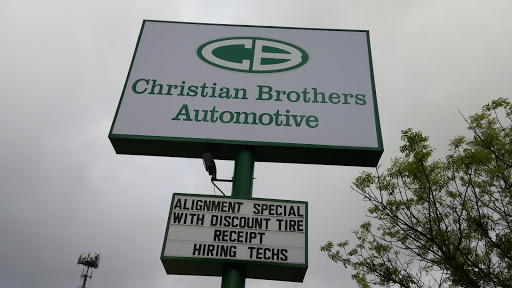 CB
Christian Brothers
Automotive
ALIGNMENT SPECIAL
WITH DISCOUNT TIRE
RECEIPT
HIRING TECHS